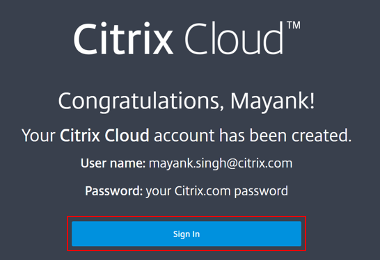 Citrix Cloud™
Congratulations, Mayank!
Your Citrix Cloud account has been created.
User name: mayank.singh@citrix.com
Password: your Citrix.com password
Sign In